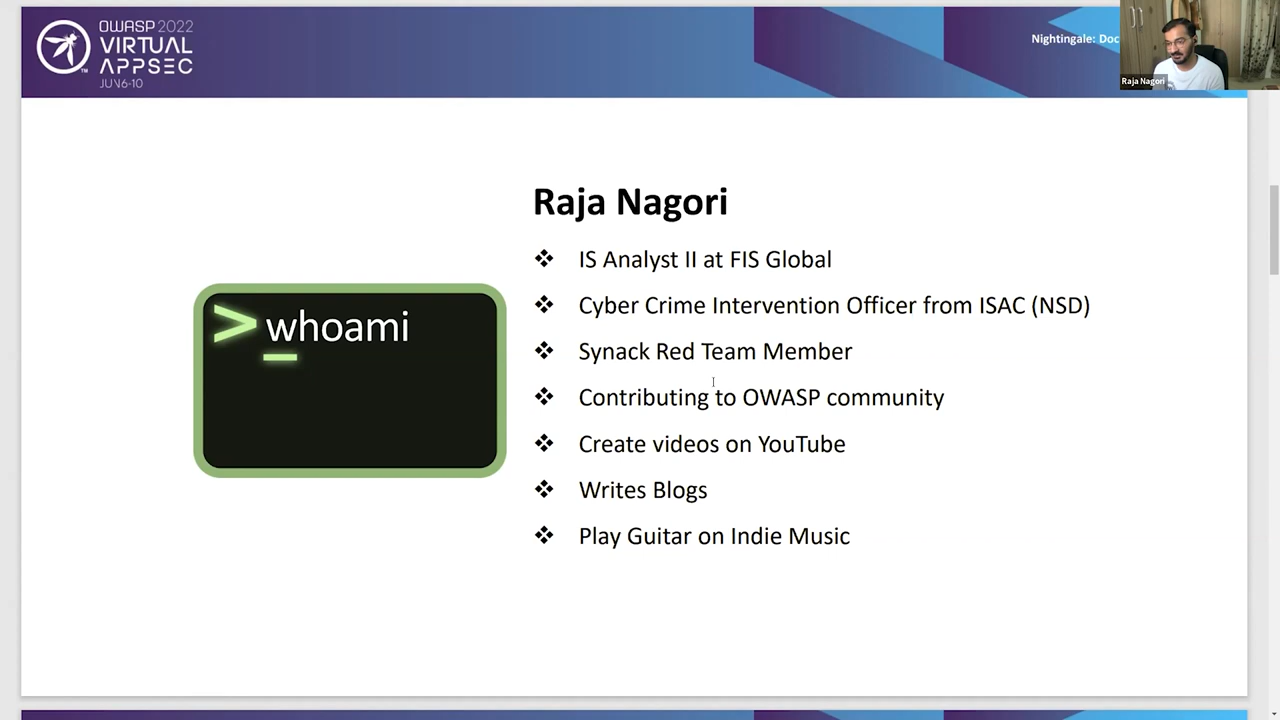 OWASP 2022
VIRTUAL
APPSEC
JUN 6-10
Nightingale: Doc
Raja Nagori
Raja Nagori
❖ IS Analyst II at FIS Global
❖ Cyber Crime Intervention Officer from ISAC (NSD)
❖ Synack Red Team Member
❖ Contributing to OWASP community
❖ Create videos on YouTube
❖ Writes Blogs
❖ Play Guitar on Indie Music
>whoami